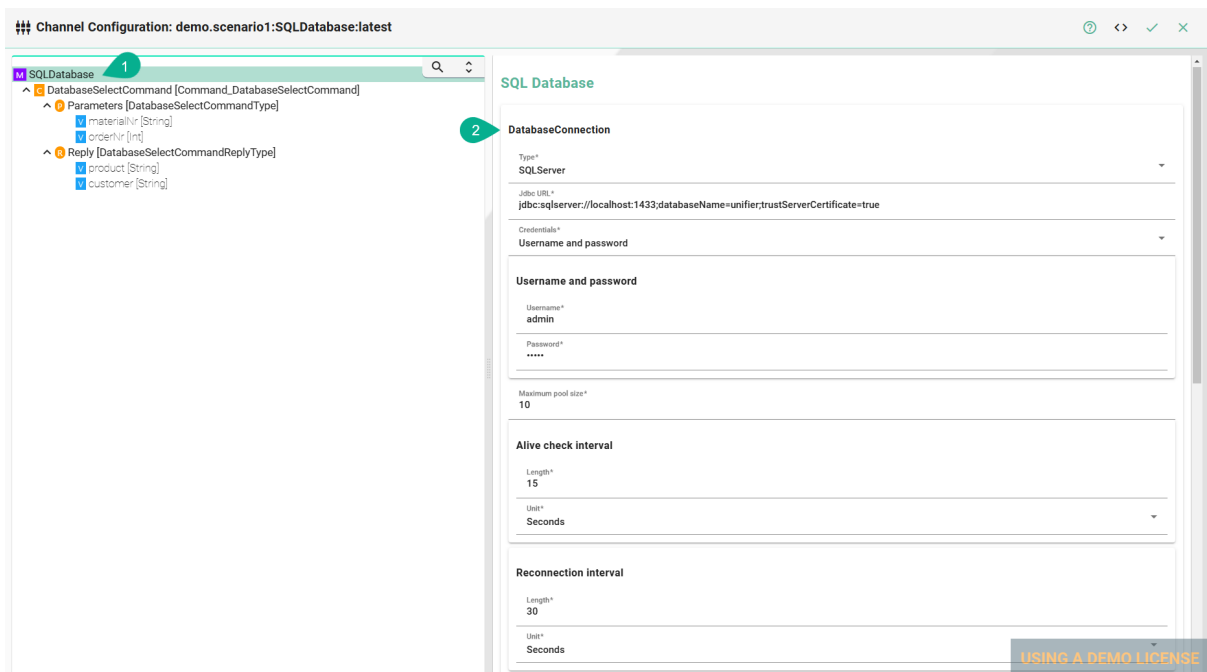 Channel Configuration: demo.scenario1:SQLDatabase:latest
M SQLDatabase
1
C DatabaseSelectCommand [Command_DatabaseSelectCommand]
P Parameters [DatabaseSelectCommandType]
V materialNr [String]
V orderNr [Int]
R Reply [DatabaseSelectCommandReplyType]
V product [String]
V customer [String]
SQL Database
2
DatabaseConnection
Type*
SQLServer
Jdbc URL*
jdbc:sqlserver://localhost:1433;databaseName=unifier;trustServerCertificate=true
Credentials*
Username and password
Username and password
Username*
admin
Password*
•••••
Maximum pool size*
10
Alive check interval
Length*
15
Unit*
Seconds
Reconnection interval
Length*
30
Unit*
Seconds
USING A DEMO LICENSE